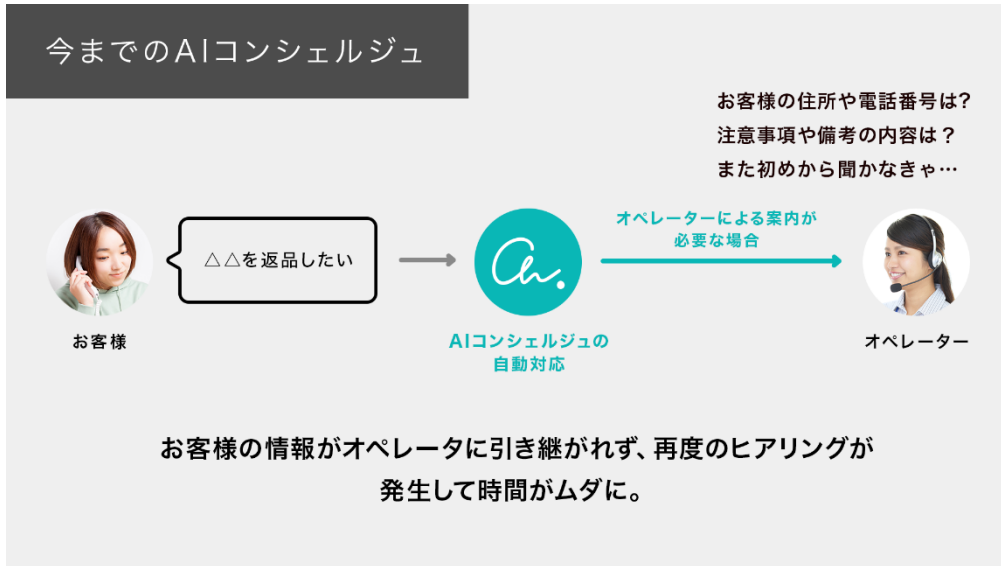 今までのAIコンシェルジュ
お客様の住所や電話番号は?
注意事項や備考の内容は？
また初めから聞かなきゃ…
△△を返品したい
オペレーターによる案内が
必要な場合
お客様
AIコンシェルジュの
自動対応
オペレーター
お客様の情報がオペレータに引き継がれず、再度のヒアリングが
発生して時間がムダに。